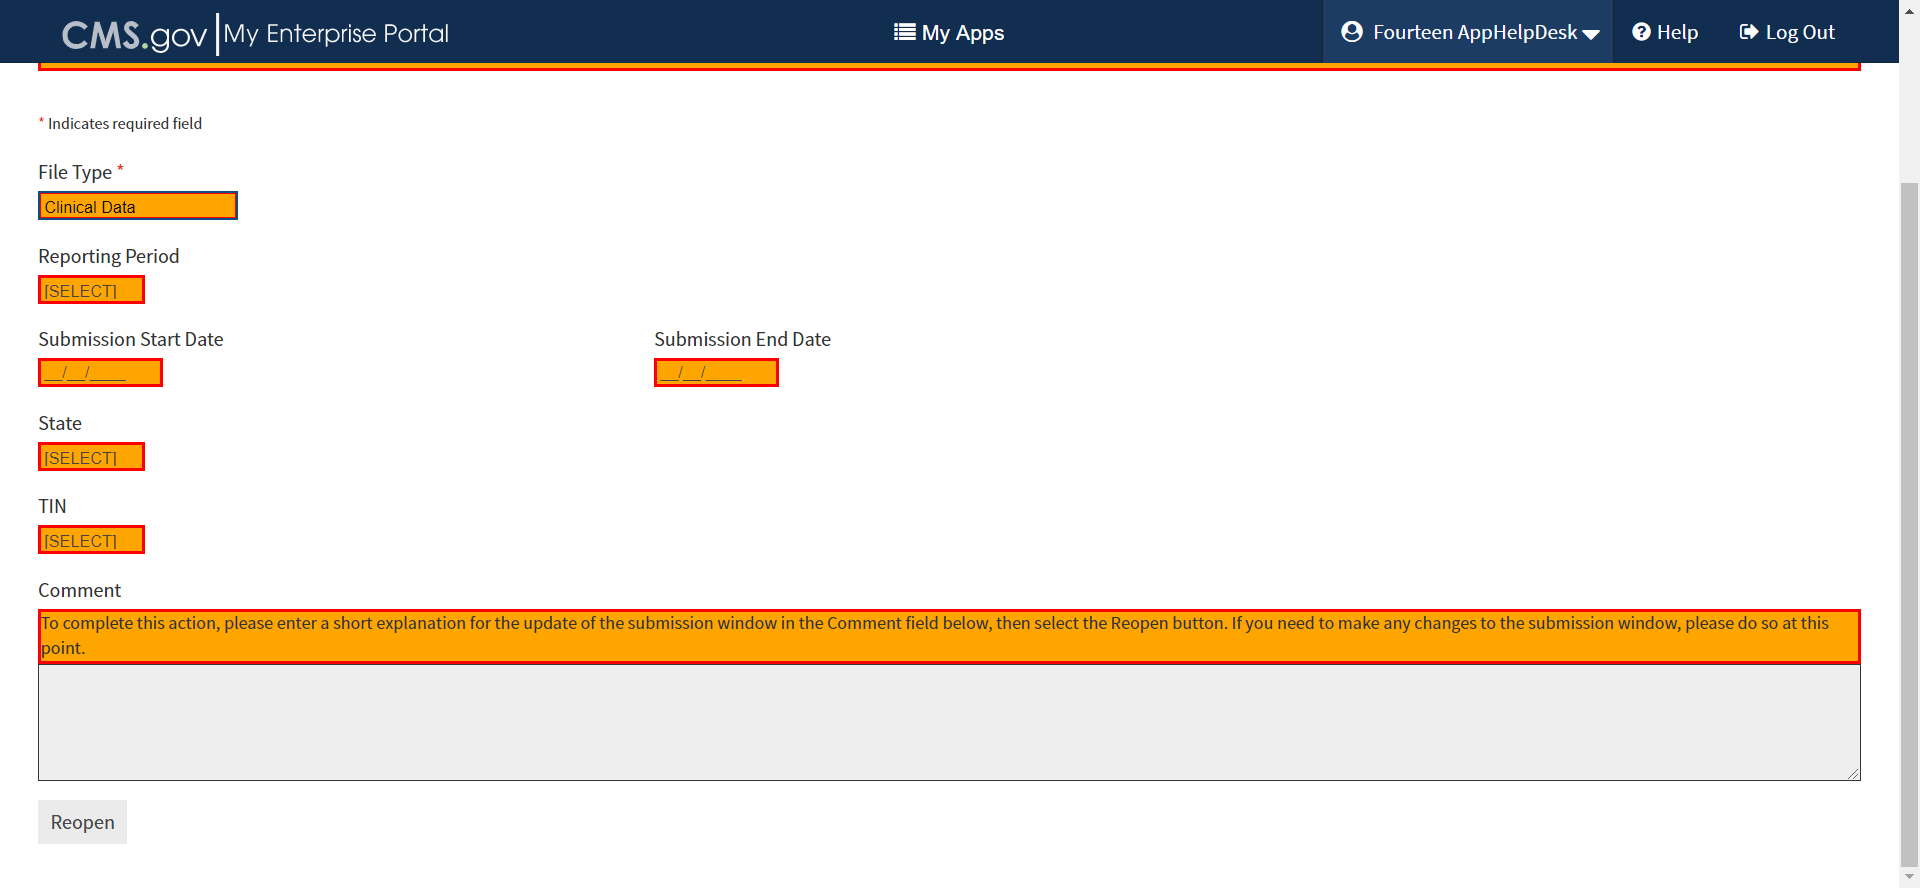 CMS.gov My Enterprise Portal My Apps Fourteen AppHelpDesk Help Log Out
* Indicates required field
File Type *
Clinical Data
Reporting Period
[SELECT]
Submission Start Date Submission End Date
__/__/____ __/__/____
State
[SELECT]
TIN
[SELECT]
Comment
To complete this action, please enter a short explanation for the update of the submission window in the Comment field below, then select the Reopen button. If you need to make any changes to the submission window, please do so at this
point.
Reopen